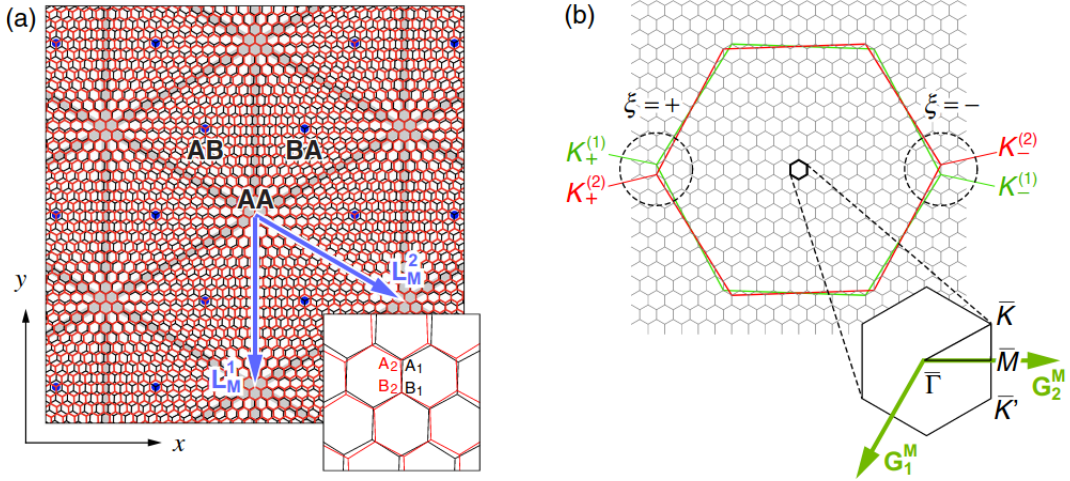 (a)
AB
BA
AA
L_M^2
L_M^1
y
x
A₂ A₁
B₂ B₁
(b)
ξ = +
ξ = −
K_+^(1)
K_+^(2)
K_−^(2)
K_−^(1)
K̅
M̅
Γ̅
K̅'
G_2^M
G_1^M